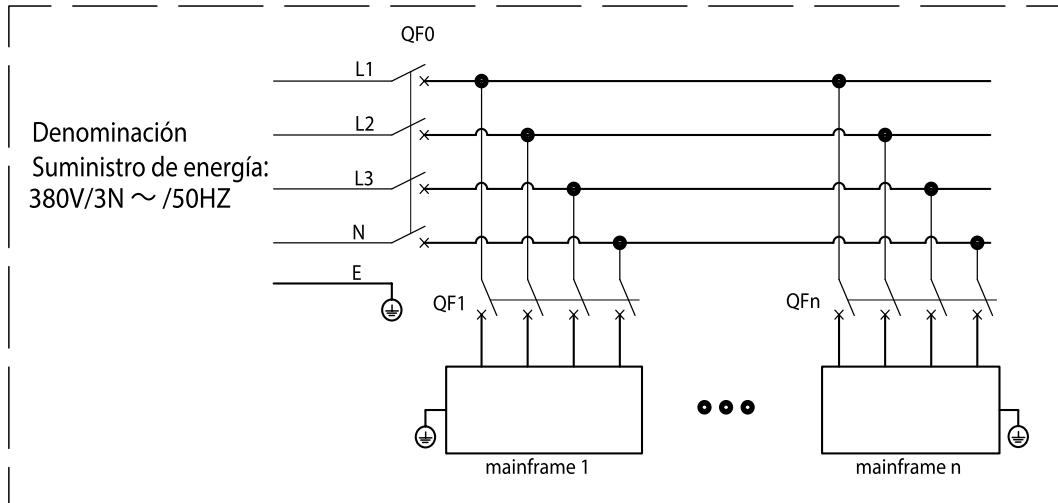 QF0
L1
L2
Denominación
Suministro de energía:
L3
380V/3N ～ /50HZ
N
E
QF1
QFn
mainframe 1
mainframe n